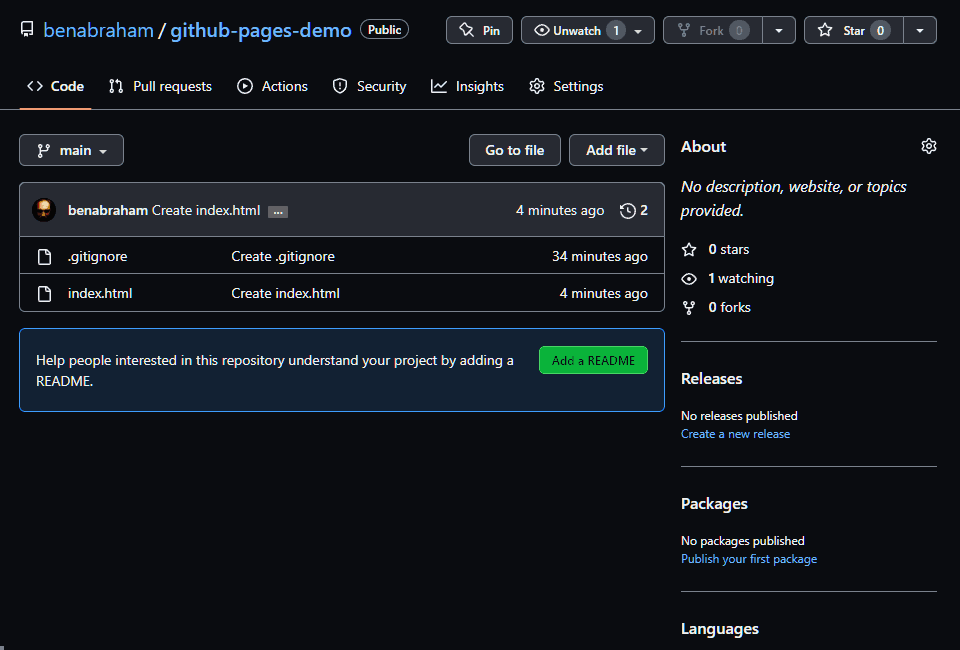 benabraham / github-pages-demo Public
Pin
Unwatch 1
Fork 0
Star 0
Code
Pull requests
Actions
Security
Insights
Settings
main
Go to file
Add file
benabraham Create index.html ...
4 minutes ago
2
.gitignore Create .gitignore 34 minutes ago
index.html Create index.html 4 minutes ago
Help people interested in this repository understand your project by adding a
README.
Add a README
About
No description, website, or topics
provided.
0 stars
1 watching
0 forks
Releases
No releases published
Create a new release
Packages
No packages published
Publish your first package
Languages